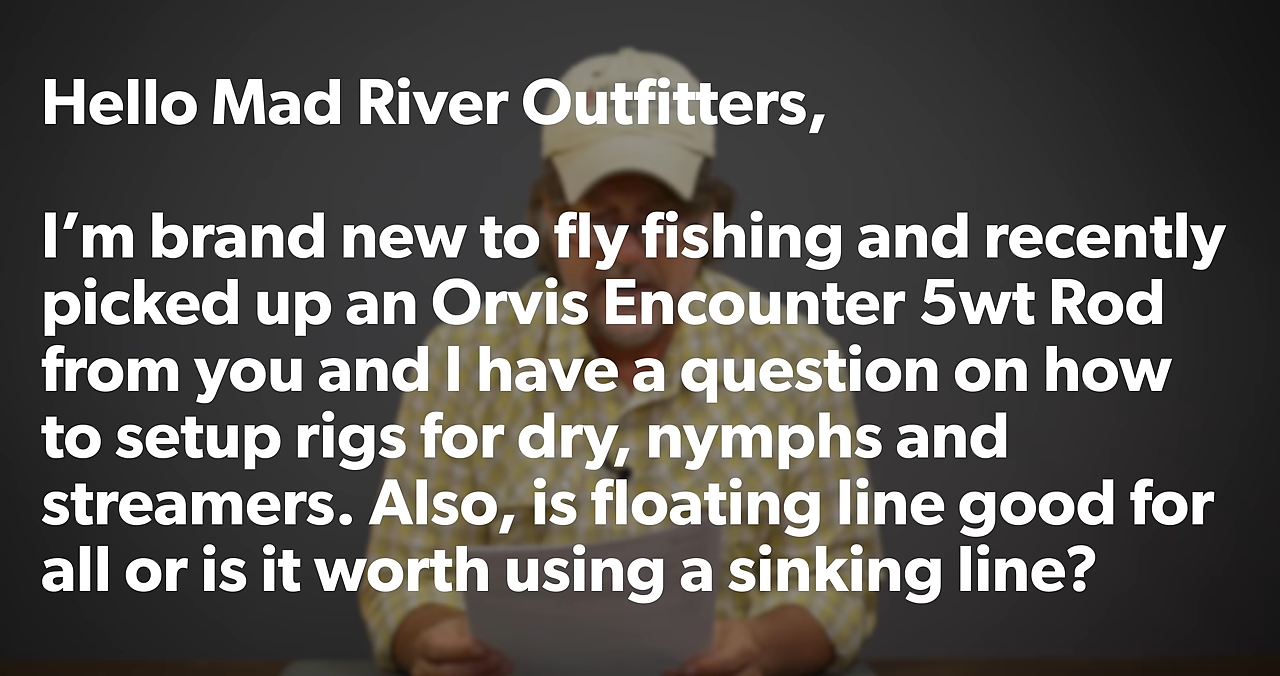 Hello Mad River Outfitters,
I’m brand new to fly fishing and recently
picked up an Orvis Encounter 5wt Rod
from you and I have a question on how
to setup rigs for dry, nymphs and
streamers. Also, is floating line good for
all or is it worth using a sinking line?